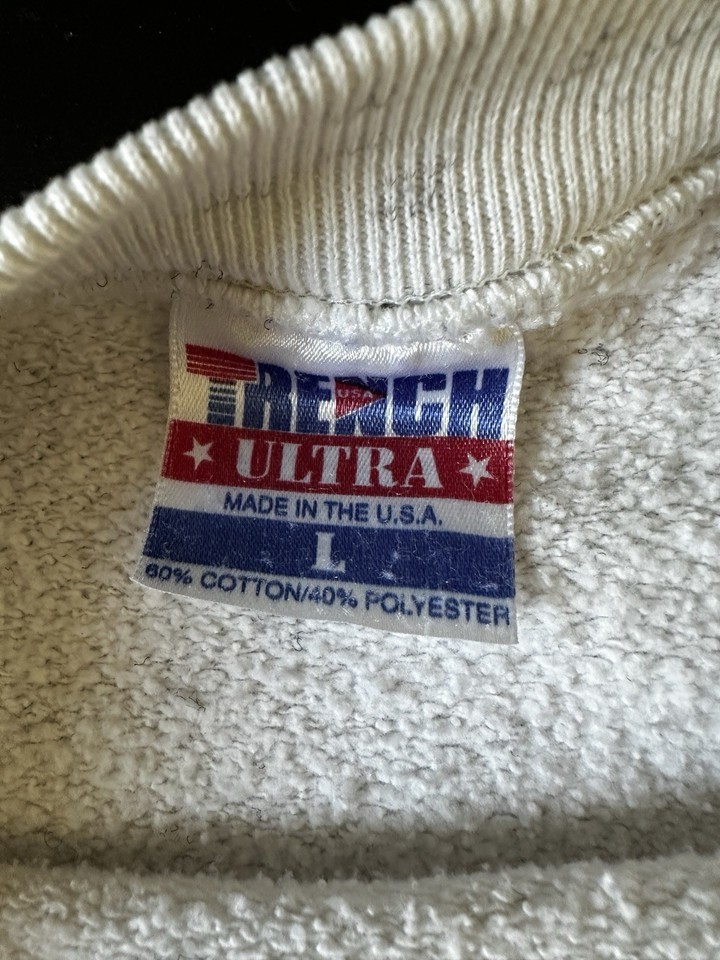 TRENCH
USA
ULTRA
MADE IN THE U.S.A.
L
60% COTTON/40% POLYESTER